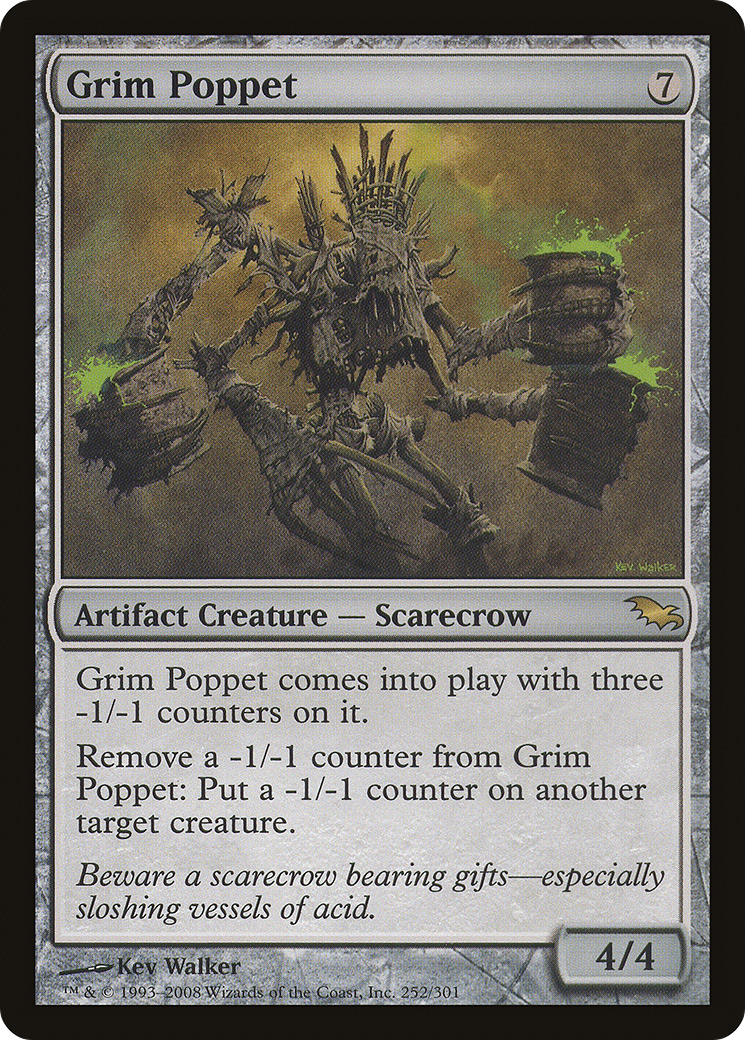 Grim Poppet 7
KEV. WALKER
Artifact Creature — Scarecrow
Grim Poppet comes into play with three
-1/-1 counters on it.
Remove a -1/-1 counter from Grim
Poppet: Put a -1/-1 counter on another
target creature.
Beware a scarecrow bearing gifts—especially
sloshing vessels of acid.
4/4
Kev Walker
™ & © 1993–2008 Wizards of the Coast, Inc. 252/301